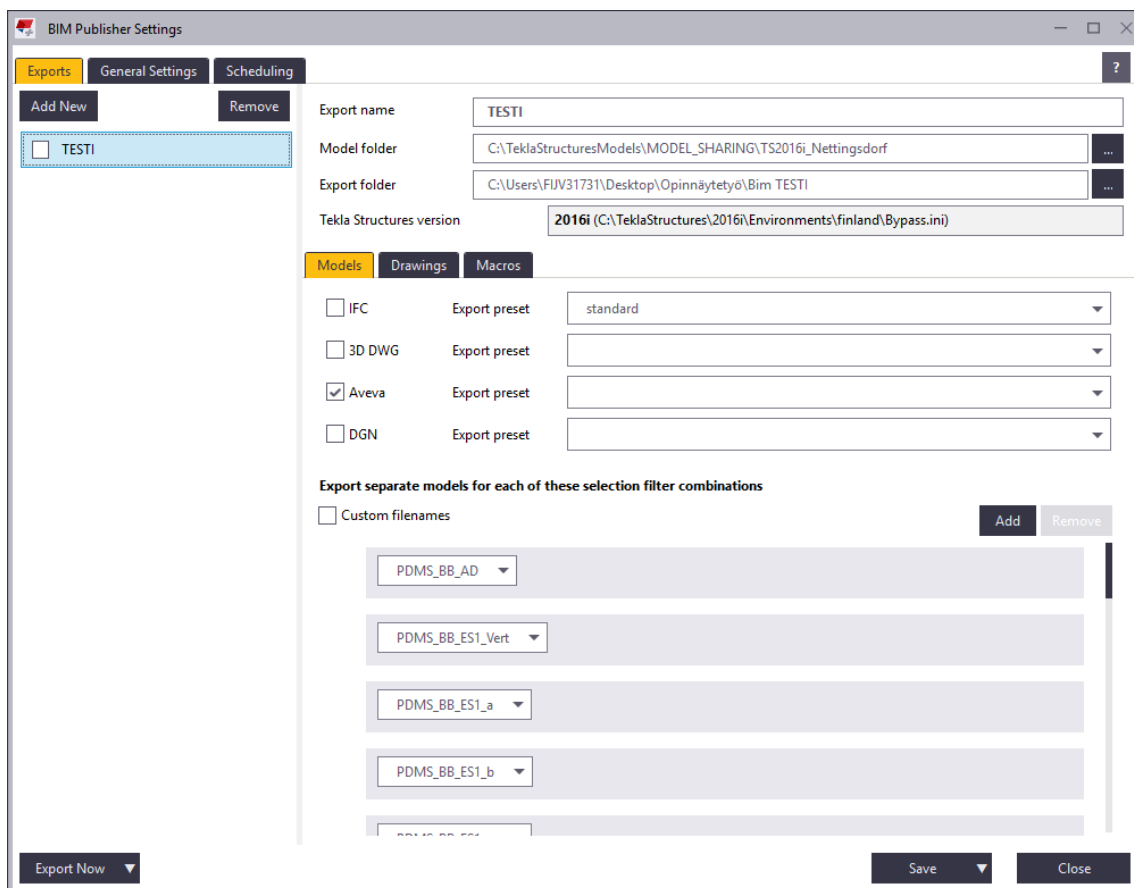 BIM Publisher Settings
Exports General Settings Scheduling ?
Add New Remove
TESTI
Export name TESTI
Model folder C:\TeklaStructuresModels\MODEL_SHARING\TS2016i_Nettingsdorf ...
Export folder C:\Users\FIJV31731\Desktop\Opinnäytetyö\Bim TESTI ...
Tekla Structures version 2016i (C:\TeklaStructures\2016i\Environments\finland\Bypass.ini)
Models Drawings Macros
IFC Export preset standard
3D DWG Export preset
Aveva Export preset
DGN Export preset
Export separate models for each of these selection filter combinations
Custom filenames
Add Remove
PDMS_BB_AD
PDMS_BB_ES1_Vert
PDMS_BB_ES1_a
PDMS_BB_ES1_b
Export Now Save Close